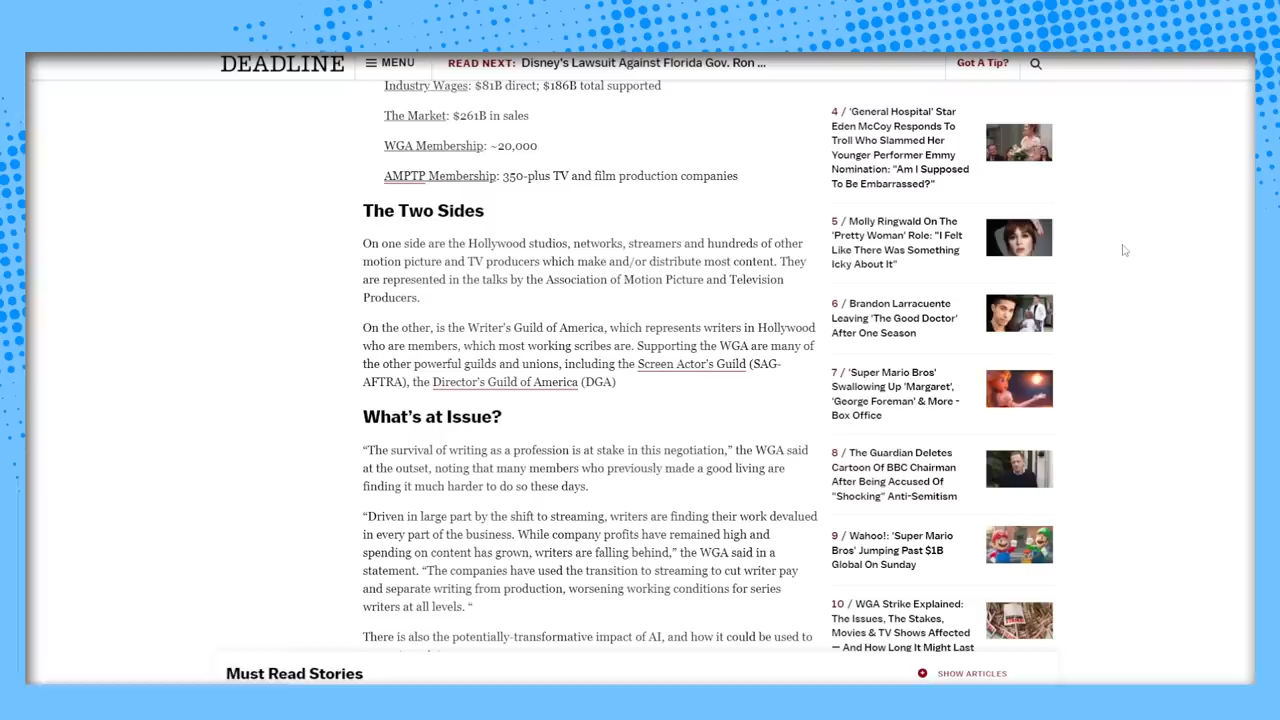 DEADLINE
MENU
READ NEXT: Disney's Lawsuit Against Florida Gov. Ron ...
Got A Tip?
Industry Wages: $81B direct; $186B total supported
The Market: $261B in sales
WGA Membership: ~20,000
AMPTP Membership: 350-plus TV and film production companies
The Two Sides
On one side are the Hollywood studios, networks, streamers and hundreds of other
motion picture and TV producers which make and/or distribute most content. They
are represented in the talks by the Association of Motion Picture and Television
Producers.
On the other, is the Writer's Guild of America, which represents writers in Hollywood
who are members, which most working scribes are. Supporting the WGA are many of
the other powerful guilds and unions, including the Screen Actor's Guild (SAG-
AFTRA), the Director's Guild of America (DGA)
What's at Issue?
“The survival of writing as a profession is at stake in this negotiation,” the WGA said
at the outset, noting that many members who previously made a good living are
finding it much harder to do so these days.
“Driven in large part by the shift to streaming, writers are finding their work devalued
in every part of the business. While company profits have remained high and
spending on content has grown, writers are falling behind,” the WGA said in a
statement. “The companies have used the transition to streaming to cut writer pay
and separate writing from production, worsening working conditions for series
writers at all levels. “
There is also the potentially-transformative impact of AI, and how it could be used to
4 / 'General Hospital' Star
Eden McCoy Responds To
Troll Who Slammed Her
Younger Performer Emmy
Nomination: "Am I Supposed
To Be Embarrassed?"
5 / Molly Ringwald On The
'Pretty Woman' Role: "I Felt
Like There Was Something
Icky About It"
6 / Brandon Larracuente
Leaving 'The Good Doctor'
After One Season
7 / 'Super Mario Bros'
Swallowing Up 'Margaret',
'George Foreman' & More -
Box Office
8 / The Guardian Deletes
Cartoon Of BBC Chairman
After Being Accused Of
"Shocking" Anti-Semitism
9 / Wahoo!: 'Super Mario
Bros' Jumping Past $1B
Global On Sunday
10 / WGA Strike Explained:
The Issues, The Stakes,
Movies & TV Shows Affected
— And How Long It Might Last
Must Read Stories
SHOW ARTICLES